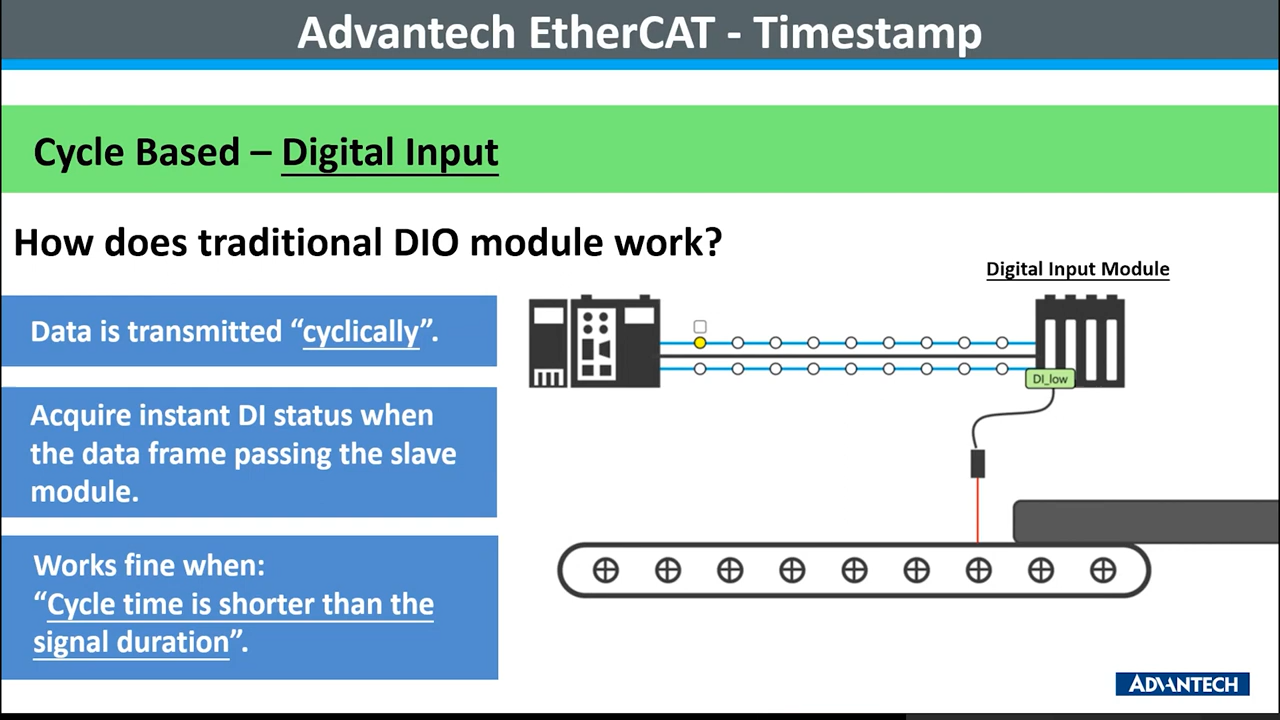 Advantech EtherCAT - Timestamp
Cycle Based – Digital Input
How does traditional DIO module work?
Digital Input Module
Data is transmitted “cyclically”.
DI_low
Acquire instant DI status when
the data frame passing the slave
module.
Works fine when:
“Cycle time is shorter than the
signal duration”.
ADVANTECH